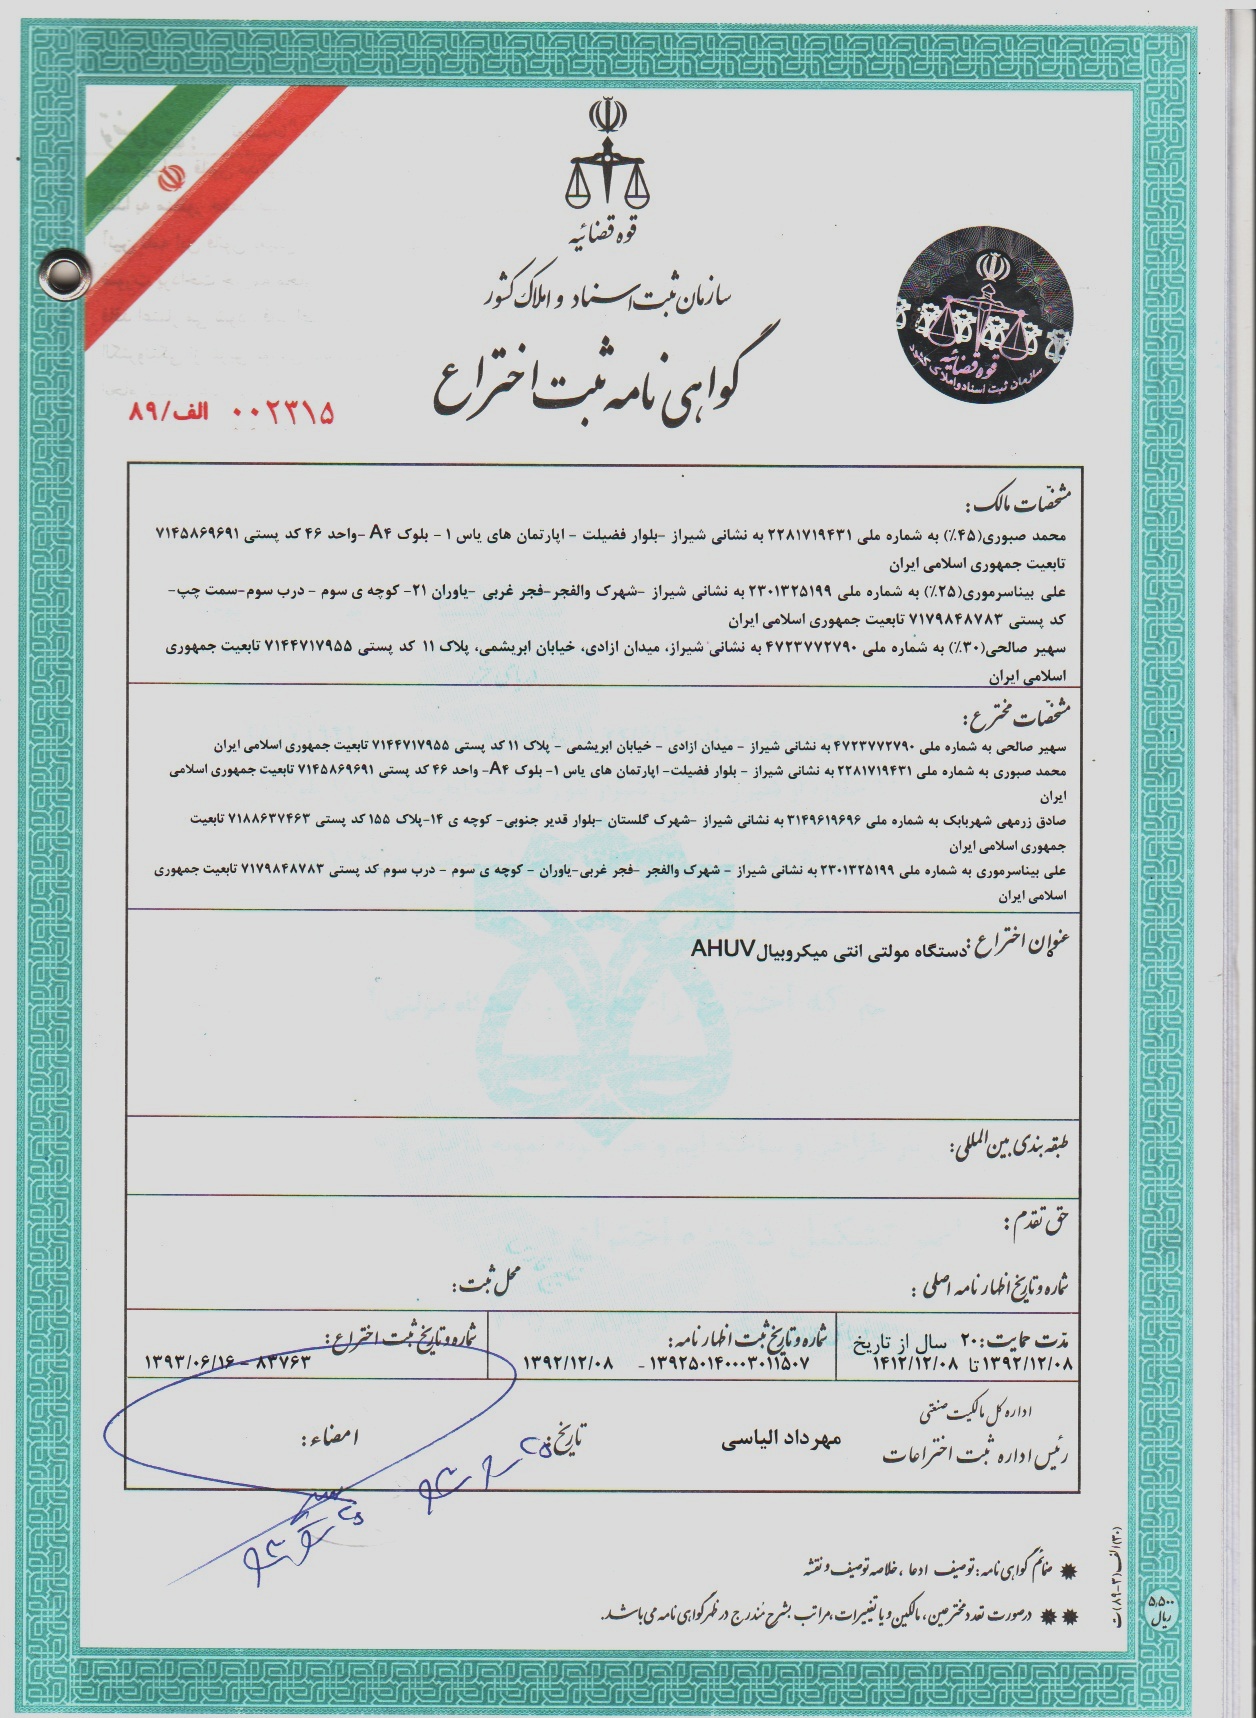 قوه قضائیه
سازمان ثبت اسناد و املاک کشور
گواهی نامه ثبت اختراع
قوه قضائیه
سازمان ثبت اسناد و املاک کشور
۰۰۲۳۱۵ الف/۸۹
مشخصّات مالک:
محمد صبوری(۴۵٪) به شماره ملی ۲۲۸۱۷۱۹۴۳۱ به نشانی شیراز -بلوار فضیلت - اپارتمان های یاس ۱ - بلوک A۴ -واحد ۴۶ کد پستی ۷۱۴۵۸۶۹۶۹۱
تابعیت جمهوری اسلامی ایران
علی بیناسرموری(۲۵٪) به شماره ملی ۲۳۰۱۳۲۵۱۹۹ به نشانی شیراز -شهرک والفجر-فجر غربی -یاوران ۲۱- کوچه ی سوم - درب سوم-سمت چپ-
کد پستی ۷۱۷۹۸۴۸۷۸۳ تابعیت جمهوری اسلامی ایران
سهیر صالحی(۳۰٪) به شماره ملی ۴۷۲۳۷۷۲۷۹۰ به نشانی شیراز، میدان ازادی، خیابان ابریشمی، پلاک ۱۱ کد پستی ۷۱۴۴۷۱۷۹۵۵ تابعیت جمهوری
اسلامی ایران
مشخصّات مخترع:
سهیر صالحی به شماره ملی ۴۷۲۳۷۷۲۷۹۰ به نشانی شیراز - میدان ازادی - خیابان ابریشمی - پلاک ۱۱ کد پستی ۷۱۴۴۷۱۷۹۵۵ تابعیت جمهوری اسلامی ایران
محمد صبوری به شماره ملی ۲۲۸۱۷۱۹۴۳۱ به نشانی شیراز - بلوار فضیلت- اپارتمان های یاس ۱- بلوک A۴- واحد ۴۶ کد پستی ۷۱۴۵۸۶۹۶۹۱ تابعیت جمهوری اسلامی
ایران
صادق زرمهی شهربابک به شماره ملی ۳۱۴۹۶۱۹۶۹۶ به نشانی شیراز -شهرک گلستان -بلوار قدیر جنوبی- کوچه ی ۱۴-پلاک ۱۵۵ کد پستی ۷۱۸۸۶۳۷۴۶۳ تابعیت
جمهوری اسلامی ایران
علی بیناسرموری به شماره ملی ۲۳۰۱۳۲۵۱۹۹ به نشانی شیراز - شهرک والفجر -فجر غربی-یاوران - کوچه ی سوم - درب سوم کد پستی ۷۱۷۹۸۴۸۷۸۳ تابعیت جمهوری
اسلامی ایران
عنوان اختراع: دستگاه مولتی انتی میکروبیال AHUV
طبقه بندی بین المللی:
حق تقدم:
شماره و تاریخ اظهار نامه اصلی: محل ثبت:
مدّت حمایت: ۲۰ سال از تاریخ
۱۳۹۲/۱۲/۰۸ تا ۱۴۱۲/۱۲/۰۸
شماره و تاریخ ثبت اظهار نامه:
۱۳۹۲۵۰۱۴۰۰۰۳۰۱۱۵۰۷ - ۱۳۹۲/۱۲/۰۸
شماره و تاریخ ثبت اختراع:
۸۳۷۶۳ - ۱۳۹۳/۰۶/۱۶
اداره کل مالکیت صنعتی
رئیس اداره ثبت اختراعات مهرداد الیاسی تاریخ: امضاء:
ضمائم گواهی نامه: توصیف ادعا، خلاصه توصیف و نقشه
درصورت تعدد مخترعین، مالکین و یا تغییرات، مراتب بشرح مُندرج در ظهر گواهی نامه می باشد.
۵,۵۰۰
ریال